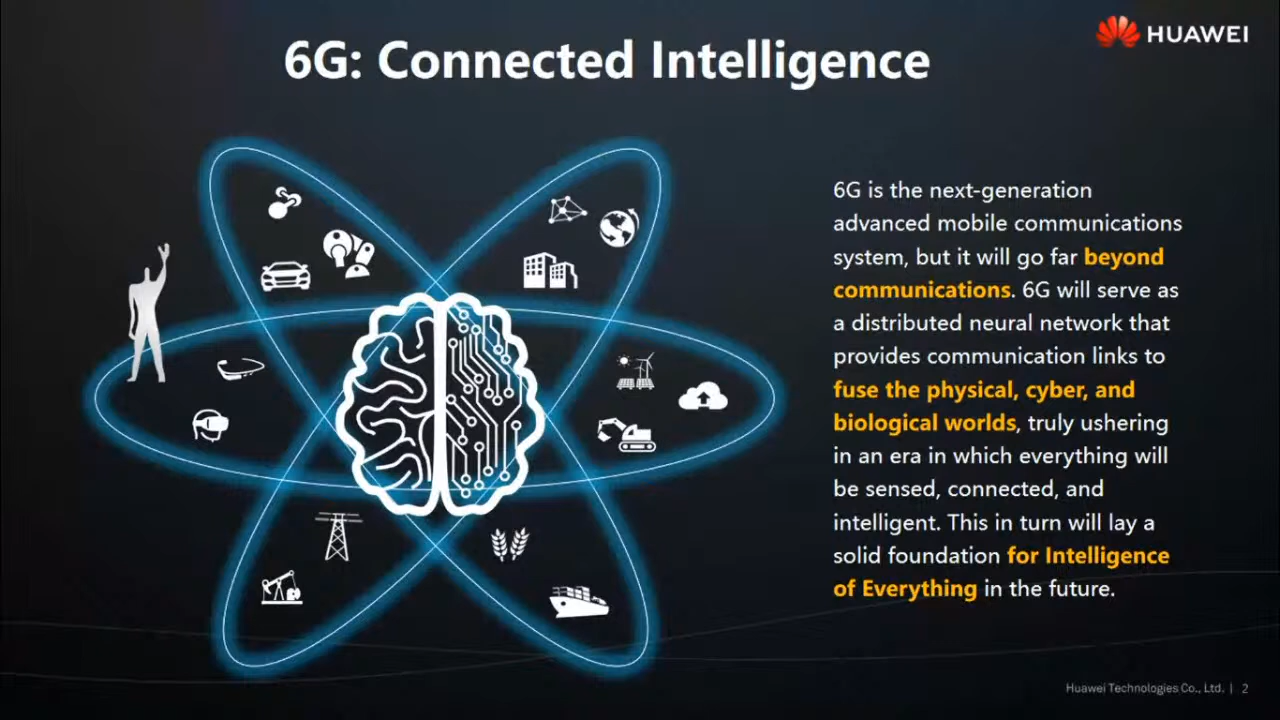 HUAWEI
6G: Connected Intelligence
6G is the next-generation
advanced mobile communications
system, but it will go far beyond
communications. 6G will serve as
a distributed neural network that
provides communication links to
fuse the physical, cyber, and
biological worlds, truly ushering
in an era in which everything will
be sensed, connected, and
intelligent. This in turn will lay a
solid foundation for Intelligence
of Everything in the future.
Huawei Technologies Co., Ltd. | 2